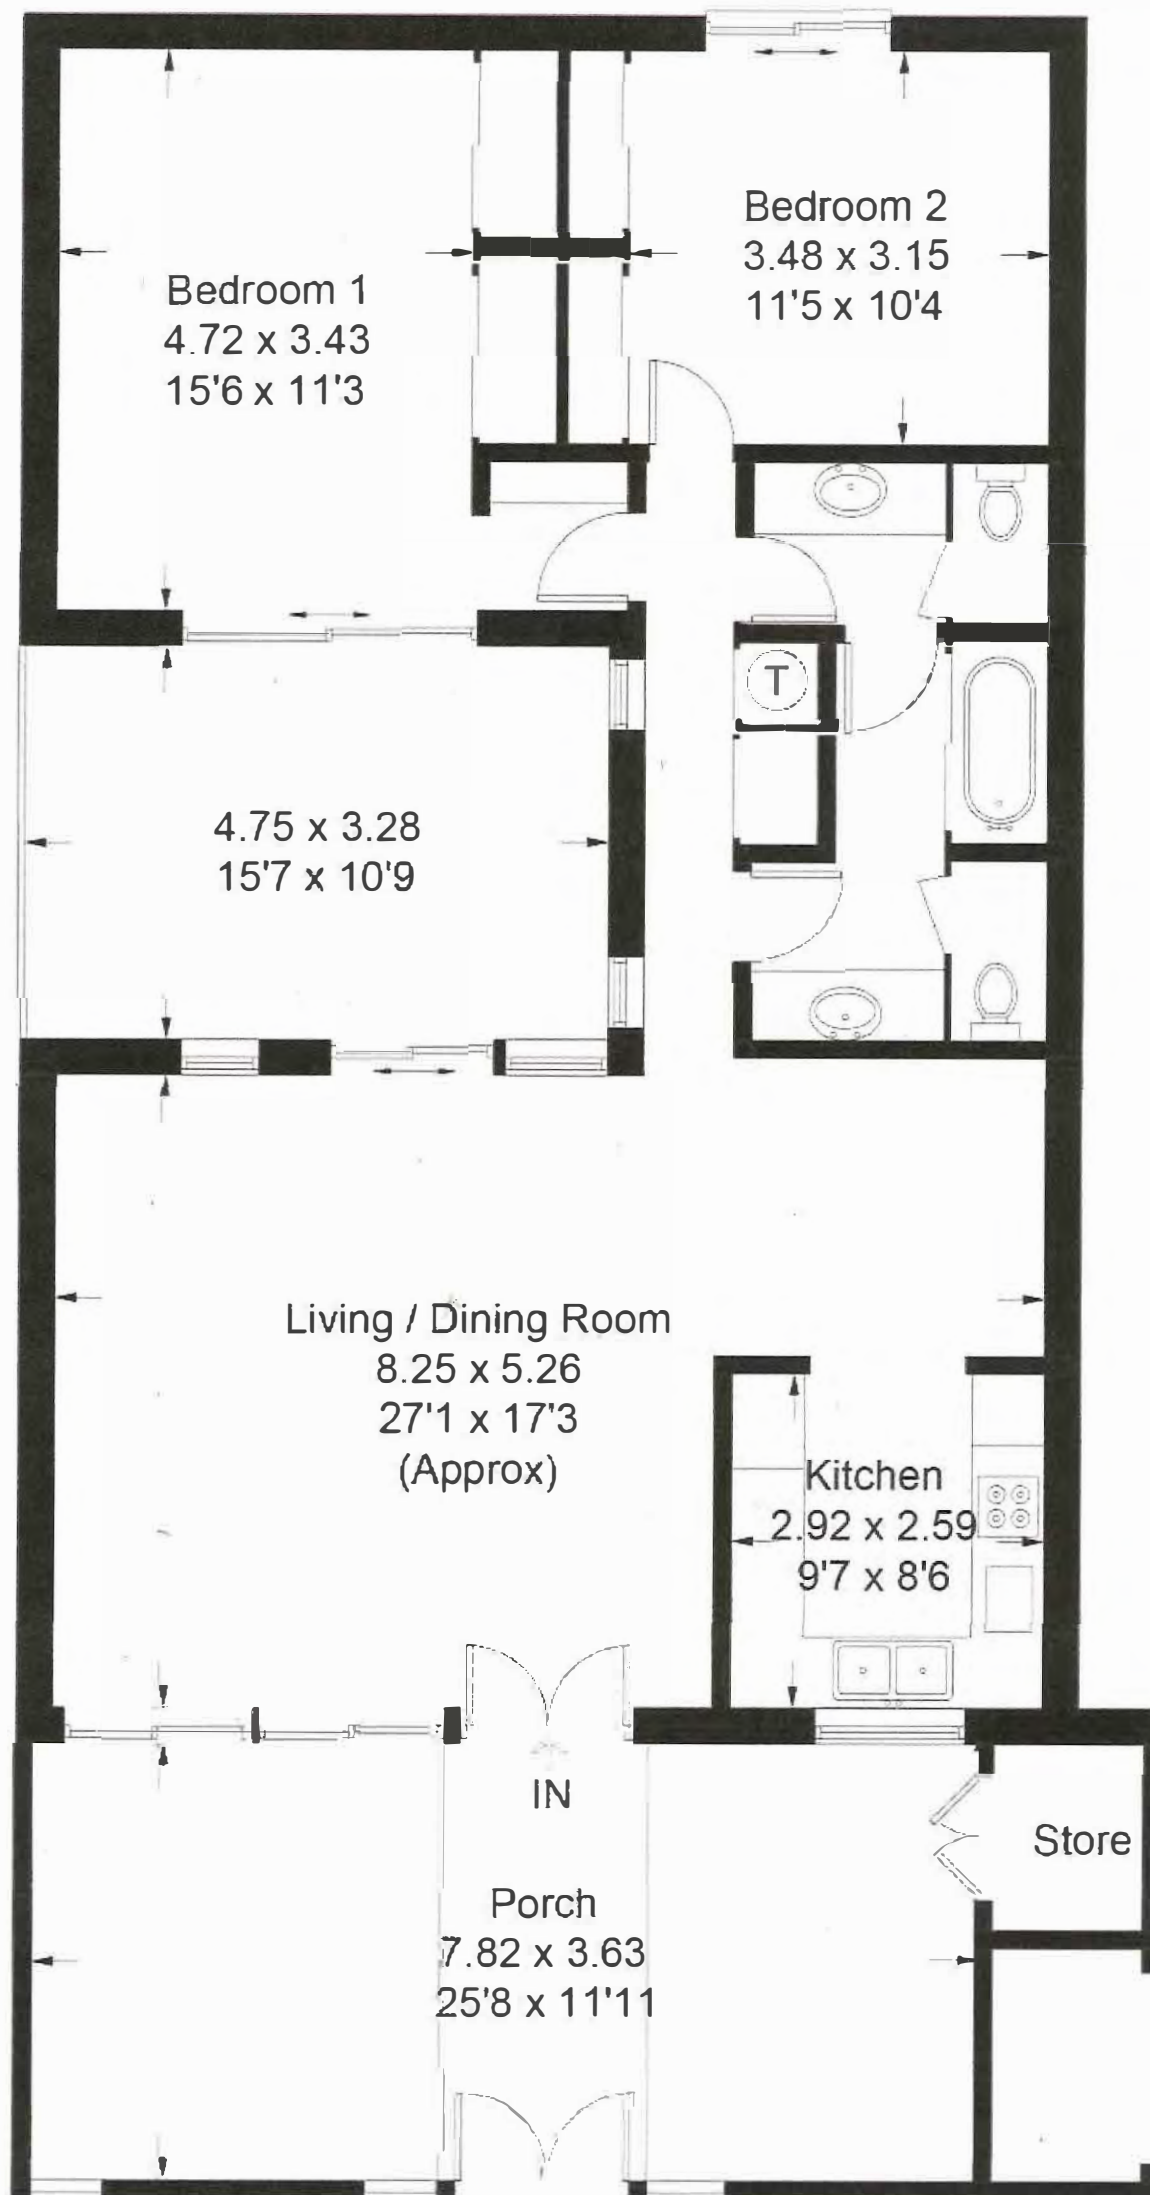 Bedroom 1
4.72 x 3.43
15'6 x 11'3
Bedroom 2
3.48 x 3.15
11'5 x 10'4
T
4.75 x 3.28
15'7 x 10'9
Living / Dining Room
8.25 x 5.26
27'1 x 17'3
(Approx)
Kitchen
2.92 x 2.59
9'7 x 8'6
IN
Store
Porch
7.82 x 3.63
25'8 x 11'11